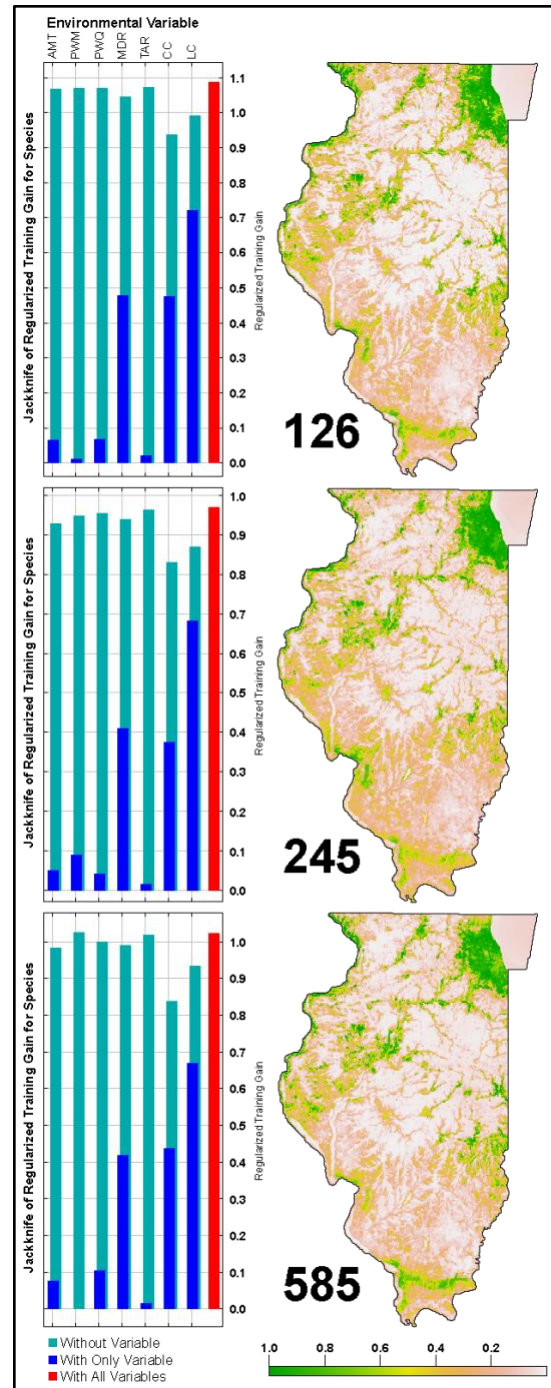 Environmental Variable
AMT
PWM
PWQ
MDR
TAR
CC
LC
Jackknife of Regularized Training Gain for Species
1.1
1.0
0.9
0.8
0.7
0.6
0.5
0.4
0.3
0.2
0.1
0.0
Regularized Training Gain
126
Jackknife of Regularized Training Gain for Species
1.0
0.9
0.8
0.7
0.6
0.5
0.4
0.3
0.2
0.1
0.0
Regularized Training Gain
245
Jackknife of Regularized Training Gain for Species
1.0
0.9
0.8
0.7
0.6
0.5
0.4
0.3
0.2
0.1
0.0
Regularized Training Gain
585
Without Variable
With Only Variable
With All Variables
1.0 0.8 0.6 0.4 0.2